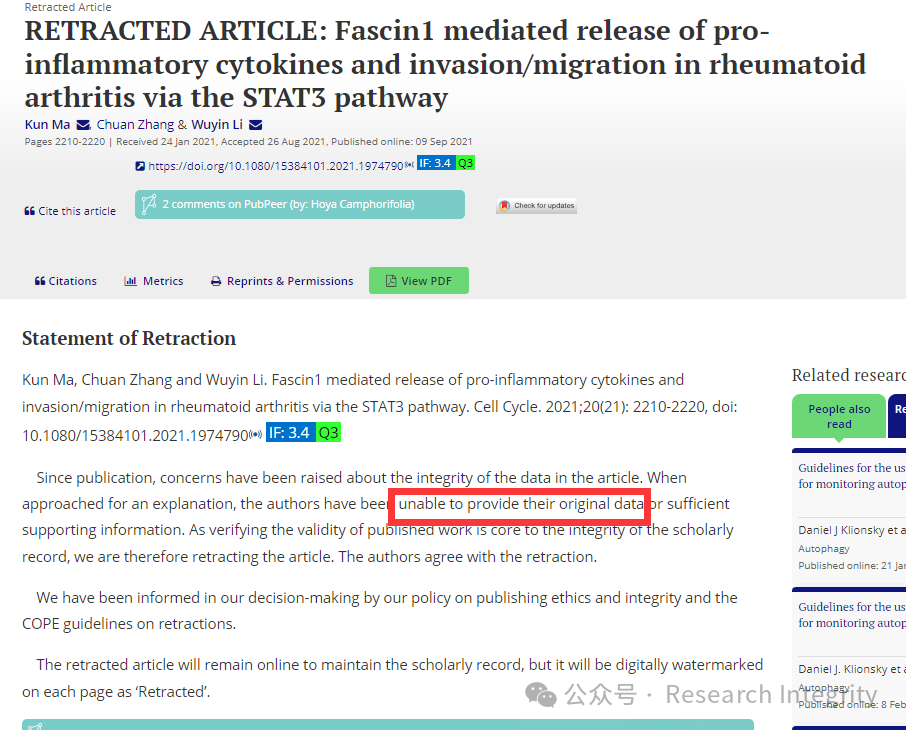 Retracted Article
RETRACTED ARTICLE: Fascin1 mediated release of pro-
inflammatory cytokines and invasion/migration in rheumatoid
arthritis via the STAT3 pathway
Kun Ma, Chuan Zhang & Wuyin Li
Pages 2210-2220 | Received 24 Jan 2021, Accepted 26 Aug 2021, Published online: 09 Sep 2021
https://doi.org/10.1080/15384101.2021.1974790 IF: 3.4 Q3
Cite this article
2 comments on PubPeer (by: Hoya Camphorifolia)
Check for updates
Citations Metrics Reprints & Permissions View PDF
Statement of Retraction
Kun Ma, Chuan Zhang and Wuyin Li. Fascin1 mediated release of pro-inflammatory cytokines and
invasion/migration in rheumatoid arthritis via the STAT3 pathway. Cell Cycle. 2021;20(21): 2210-2220, doi:
10.1080/15384101.2021.1974790 IF: 3.4 Q3
Since publication, concerns have been raised about the integrity of the data in the article. When
approached for an explanation, the authors have been unable to provide their original data or sufficient
supporting information. As verifying the validity of published work is core to the integrity of the scholarly
record, we are therefore retracting the article. The authors agree with the retraction.
We have been informed in our decision-making by our policy on publishing ethics and integrity and the
COPE guidelines on retractions.
The retracted article will remain online to maintain the scholarly record, but it will be digitally watermarked
on each page as ‘Retracted’.
Related researc
People also
read
Re
Guidelines for the us
for monitoring autop
Daniel J Klionsky et a
Autophagy
Published online: 21 Jan
Guidelines for the us
for monitoring autop
Daniel J. Klionsky et a
Autophagy
Published online: 8 Feb
公众号 · Research Integrity